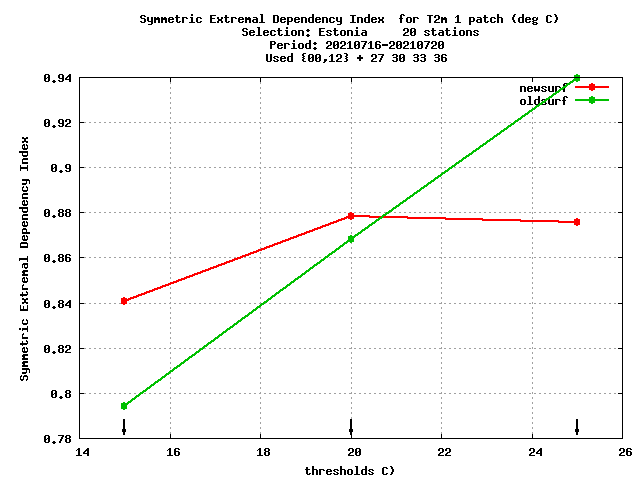 Symmetric Extremal Dependency Index  for T2m 1 patch (deg C)
Selection: Estonia     20 stations
Period: 20210716-20210720
Used {00,12} + 27 30 33 36
0.94
0.92
0.9
0.88
0.86
0.84
0.82
0.8
0.78
Symmetric Extremal Dependency Index
newsurf
oldsurf
14 16 18 20 22 24 26
thresholds C)